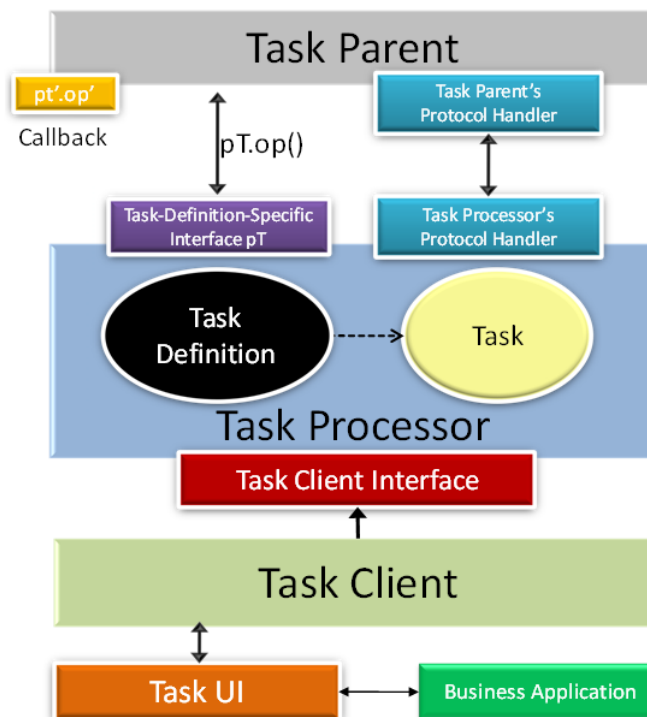 Task Parent
pt'.op'
Callback
Task Parent's
Protocol Handler
pT.op()
Task-Definition-Specific
Interface pT
Task Processor's
Protocol Handler
Task
Definition
Task
Task Processor
Task Client Interface
Task Client
Task UI
Business Application